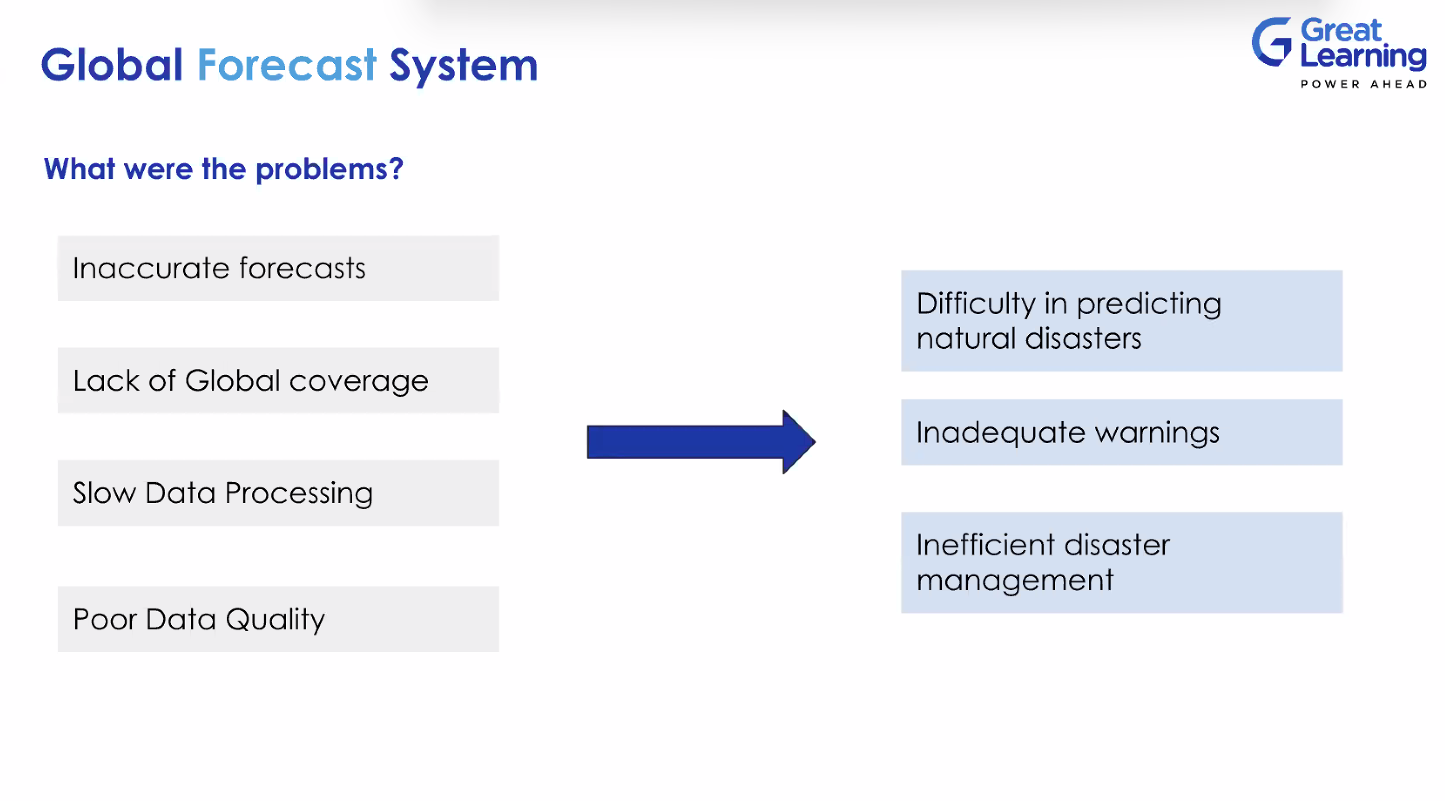 Global Forecast System
Great
Learning
POWER AHEAD
What were the problems?
Inaccurate forecasts
Lack of Global coverage
Slow Data Processing
Poor Data Quality
Difficulty in predicting
natural disasters
Inadequate warnings
Inefficient disaster
management